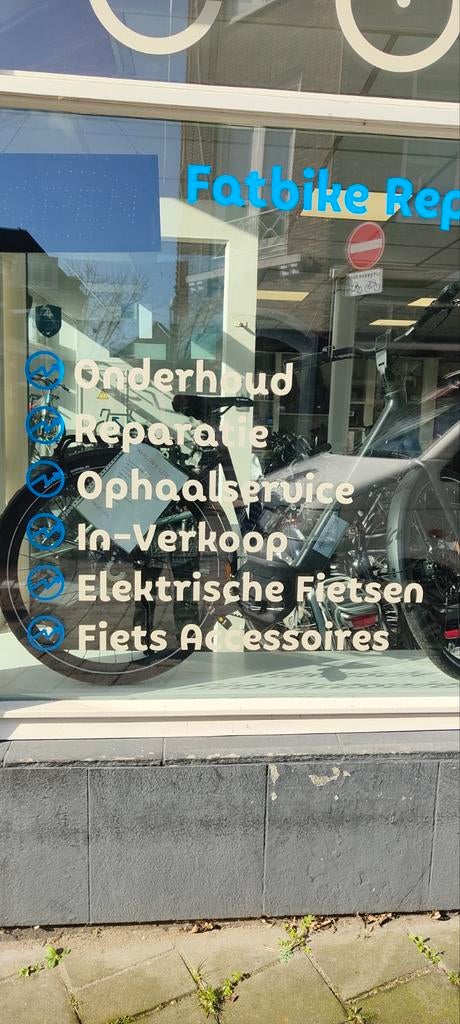 Fatbike Rep
Onderhoud
Reparatie
Ophaalservice
In-Verkoop
Elektrische Fietsen
Fiets Accessoires